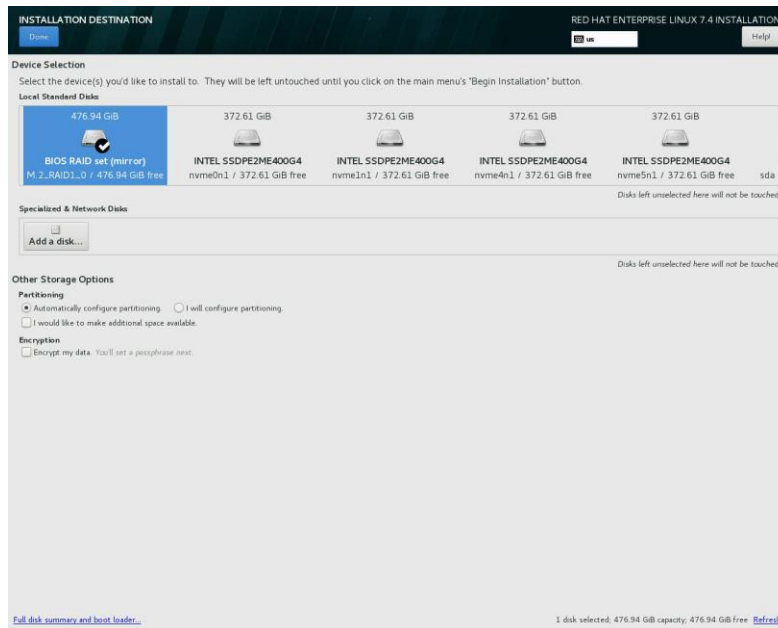 INSTALLATION DESTINATION
RED HAT ENTERPRISE LINUX 7.4 INSTALLATION
Done
us
Help!
Device Selection
Select the device(s) you'd like to install to. They will be left untouched until you click on the main menu's "Begin Installation" button.
Local Standard Disks
476.94 GiB 372.61 GiB 372.61 GiB 372.61 GiB 372.61 GiB
BIOS RAID set (mirror) INTEL SSDPE2ME400G4 INTEL SSDPE2ME400G4 INTEL SSDPE2ME400G4 INTEL SSDPE2ME400G4
M.2_RAID1_0 / 476.94 GiB free nvme0n1 / 372.61 GiB free nvme1n1 / 372.61 GiB free nvme4n1 / 372.61 GiB free nvme5n1 / 372.61 GiB free sda
Disks left unselected here will not be touched
Specialized & Network Disks
Add a disk...
Disks left unselected here will not be touched
Other Storage Options
Partitioning
Automatically configure partitioning. I will configure partitioning.
I would like to make additional space available.
Encryption
Encrypt my data. You'll set a passphrase next.
Full disk summary and boot loader... 1 disk selected; 476.94 GiB capacity; 476.94 GiB free Refresh